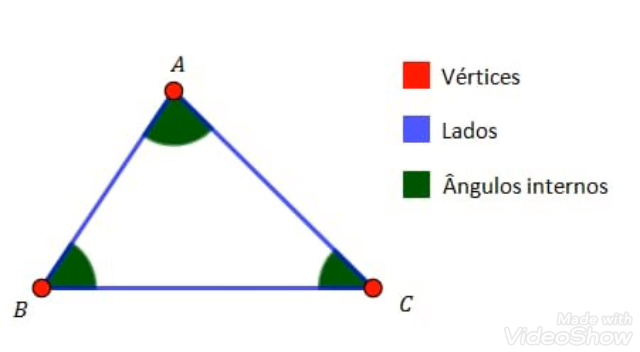 A
Vértices
Lados
Ângulos internos
B
C
Made with
VideoShow